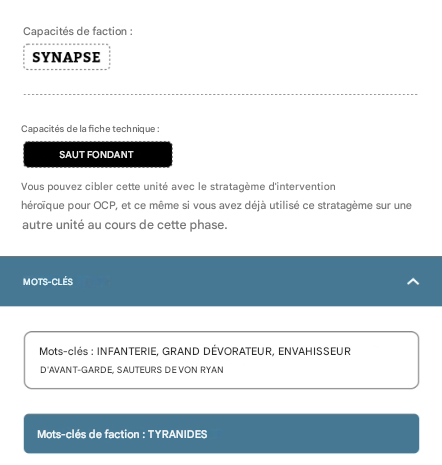 Capacités de faction :
SYNAPSE
Capacités de la fiche technique :
SAUT FONDANT
Vous pouvez cibler cette unité avec le stratagème d'intervention
héroïque pour OCP, et ce même si vous avez déjà utilisé ce stratagème sur une
autre unité au cours de cette phase.
MOTS-CLÉS
Mots-clés : INFANTERIE, GRAND DÉVORATEUR, ENVAHISSEUR
D'AVANT-GARDE, SAUTEURS DE VON RYAN
Mots-clés de faction : TYRANIDES